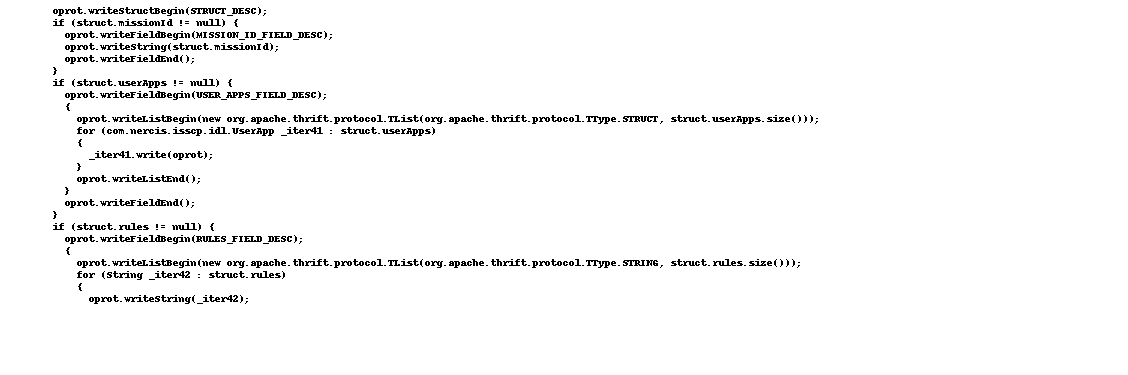 oprot.writeStructBegin(STRUCT_DESC);
if (struct.missionId != null) {
oprot.writeFieldBegin(MISSION_ID_FIELD_DESC);
oprot.writeString(struct.missionId);
oprot.writeFieldEnd();
}
if (struct.userApps != null) {
oprot.writeFieldBegin(USER_APPS_FIELD_DESC);
{
oprot.writeListBegin(new org.apache.thrift.protocol.TList(org.apache.thrift.protocol.TType.STRUCT, struct.userApps.size()));
for (com.nercis.isscp.idl.UserApp _iter41 : struct.userApps)
{
_iter41.write(oprot);
}
oprot.writeListEnd();
}
oprot.writeFieldEnd();
}
if (struct.rules != null) {
oprot.writeFieldBegin(RULES_FIELD_DESC);
{
oprot.writeListBegin(new org.apache.thrift.protocol.TList(org.apache.thrift.protocol.TType.STRING, struct.rules.size()));
for (String _iter42 : struct.rules)
{
oprot.writeString(_iter42);